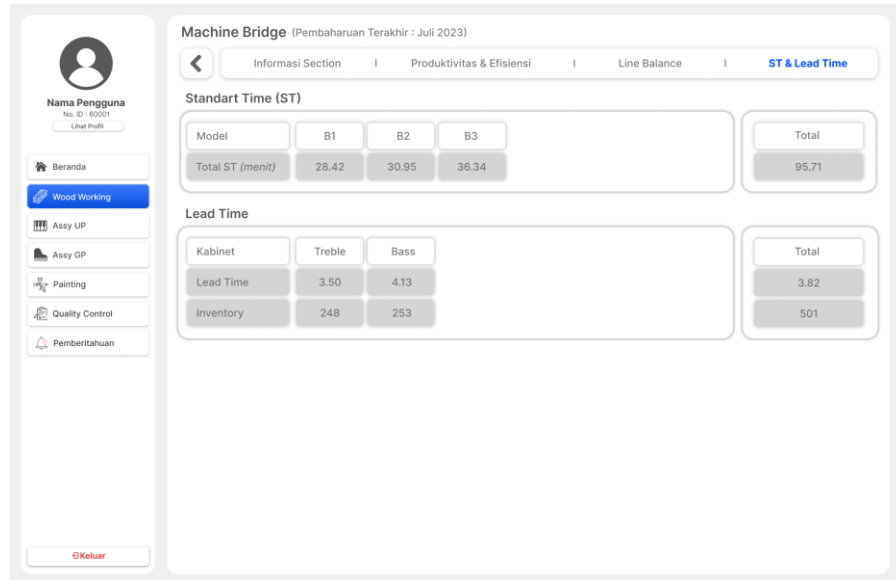 Nama Pengguna
No. ID : 60001
Lihat Profil
Beranda
Wood Working
Assy UP
Assy GP
Painting
Quality Control
Pemberitahuan
Keluar
Machine Bridge (Pembaharuan Terakhir : Juli 2023)
Informasi Section | Produktivitas & Efisiensi | Line Balance | ST & Lead Time
Standart Time (ST)
Model B1 B2 B3 Total
Total ST (menit) 28.42 30.95 36.34 95.71
Lead Time
Kabinet Treble Bass Total
Lead Time 3.50 4.13 3.82
Inventory 248 253 501